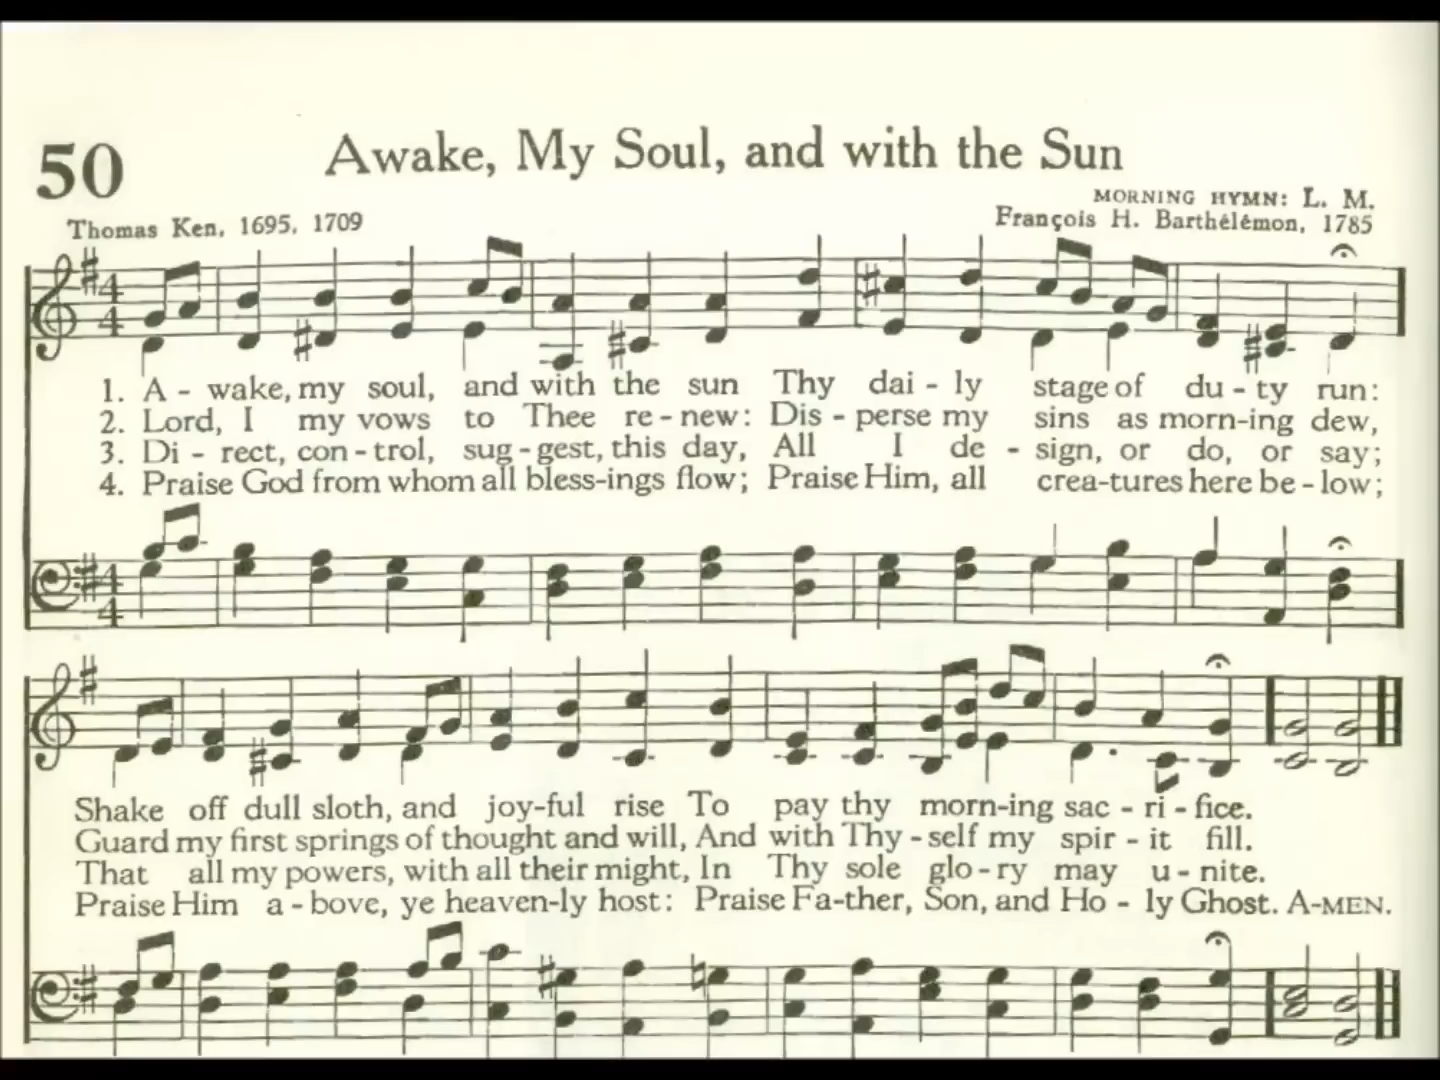 50
Awake, My Soul, and with the Sun
MORNING HYMN: L. M.
Thomas Ken, 1695, 1709
François H. Barthélêmon, 1785
1. A - wake, my soul, and with the sun Thy dai - ly stage of du - ty run:
2. Lord, I my vows to Thee re - new: Dis - perse my sins as morn-ing dew,
3. Di - rect, con - trol, sug - gest, this day, All I de - sign, or do, or say;
4. Praise God from whom all bless-ings flow; Praise Him, all crea-tures here be - low;
Shake off dull sloth, and joy-ful rise To pay thy morn-ing sac - ri - fice.
Guard my first springs of thought and will, And with Thy - self my spir - it fill.
That all my powers, with all their might, In Thy sole glo - ry may u - nite.
Praise Him a - bove, ye heaven-ly host: Praise Fa-ther, Son, and Ho - ly Ghost. A-MEN.